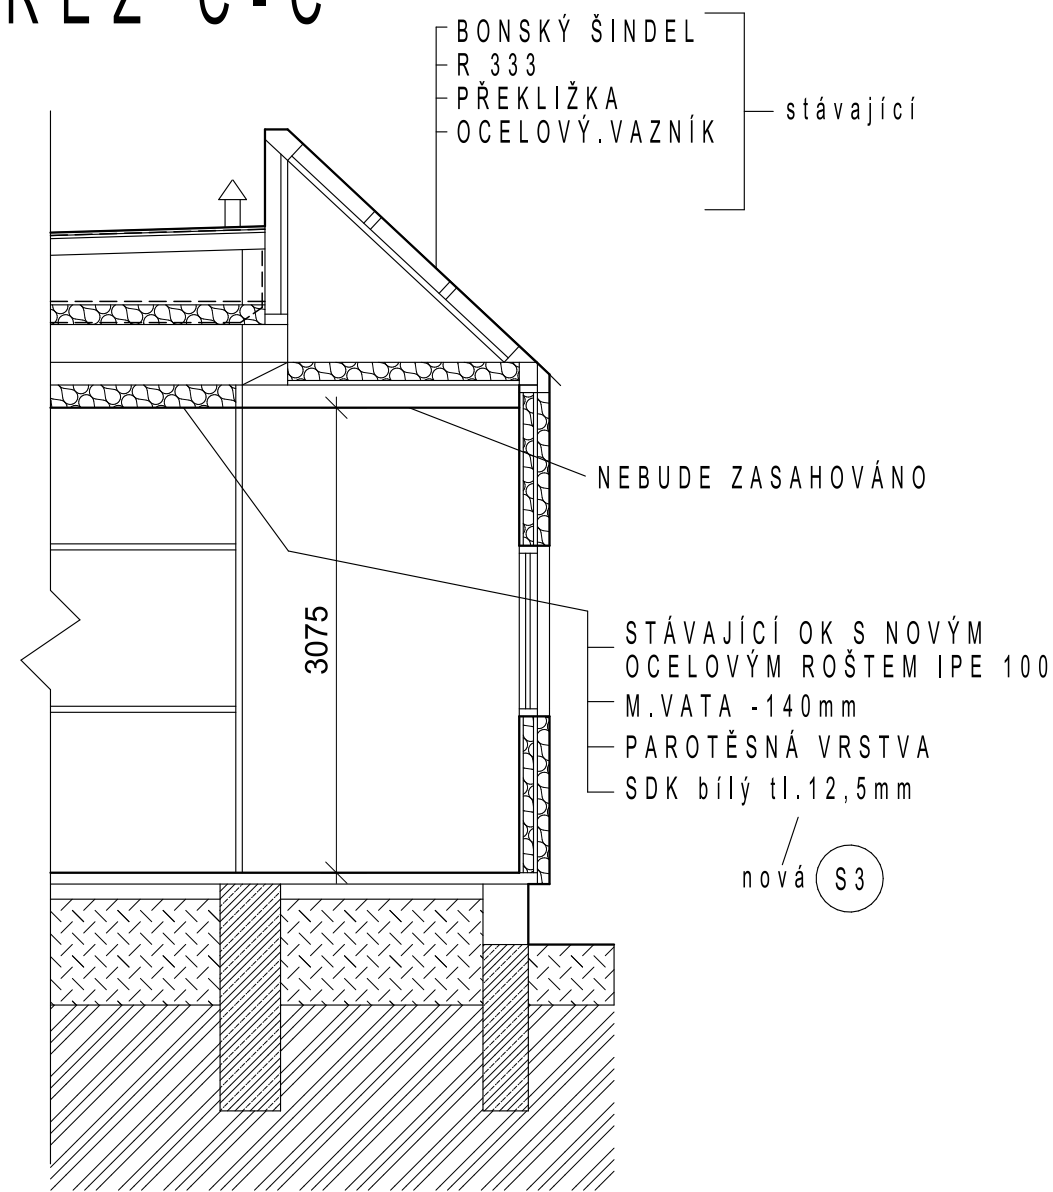 ŘEZ C-C
BONSKÝ ŠINDEL
R 333
PŘEKLIŽKA
OCELOVÝ.VAZNÍK
stávající
NEBUDE ZASAHOVÁNO
3075
STÁVAJÍCÍ OK S NOVÝM
OCELOVÝM ROŠTEM IPE 100
M.VATA -140mm
PAROTĚSNÁ VRSTVA
SDK bílý tl.12,5mm
nová S3